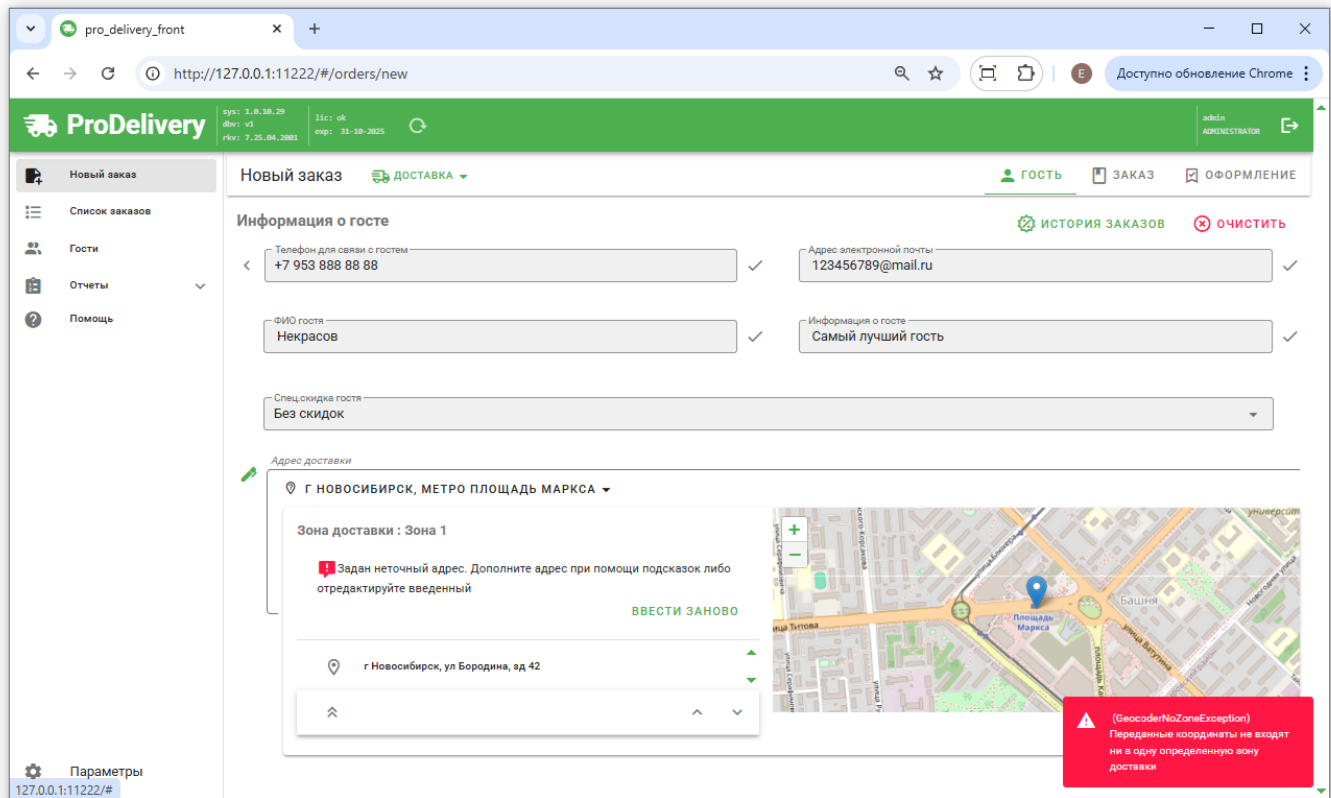 pro_delivery_front
http://127.0.0.1:11222/#/orders/new
E
Доступно обновление Chrome
ProDelivery
sys: 1.0.10.29
dbv: v1
rkv: 7.25.04.2001
lic: ok
exp: 31-10-2025
admin
ADMINISTRATOR
Новый заказ
Список заказов
Гости
Отчеты
Помощь
Параметры
127.0.0.1:11222/#
Новый заказ
ДОСТАВКА
ГОСТЬ
ЗАКАЗ
ОФОРМЛЕНИЕ
Информация о госте
ИСТОРИЯ ЗАКАЗОВ
ОЧИСТИТЬ
Телефон для связи с гостем
+7 953 888 88 88
Адрес электронной почты
123456789@mail.ru
ФИО гостя
Некрасов
Информация о госте
Самый лучший гость
Спец.скидка гостя
Без скидок
Адрес доставки
Г НОВОСИБИРСК, МЕТРО ПЛОЩАДЬ МАРКСА
Зона доставки : Зона 1
Задан неточный адрес. Дополните адрес при помощи подсказок либо
отредактируйте введенный
ВВЕСТИ ЗАНОВО
г Новосибирск, ул Бородина, зд 42
+
−
Башня
Площадь
Маркса
ица Титова
улица Ватутина
(GeocoderNoZoneException)
Переданные координаты не входят
ни в одну определенную зону
доставки